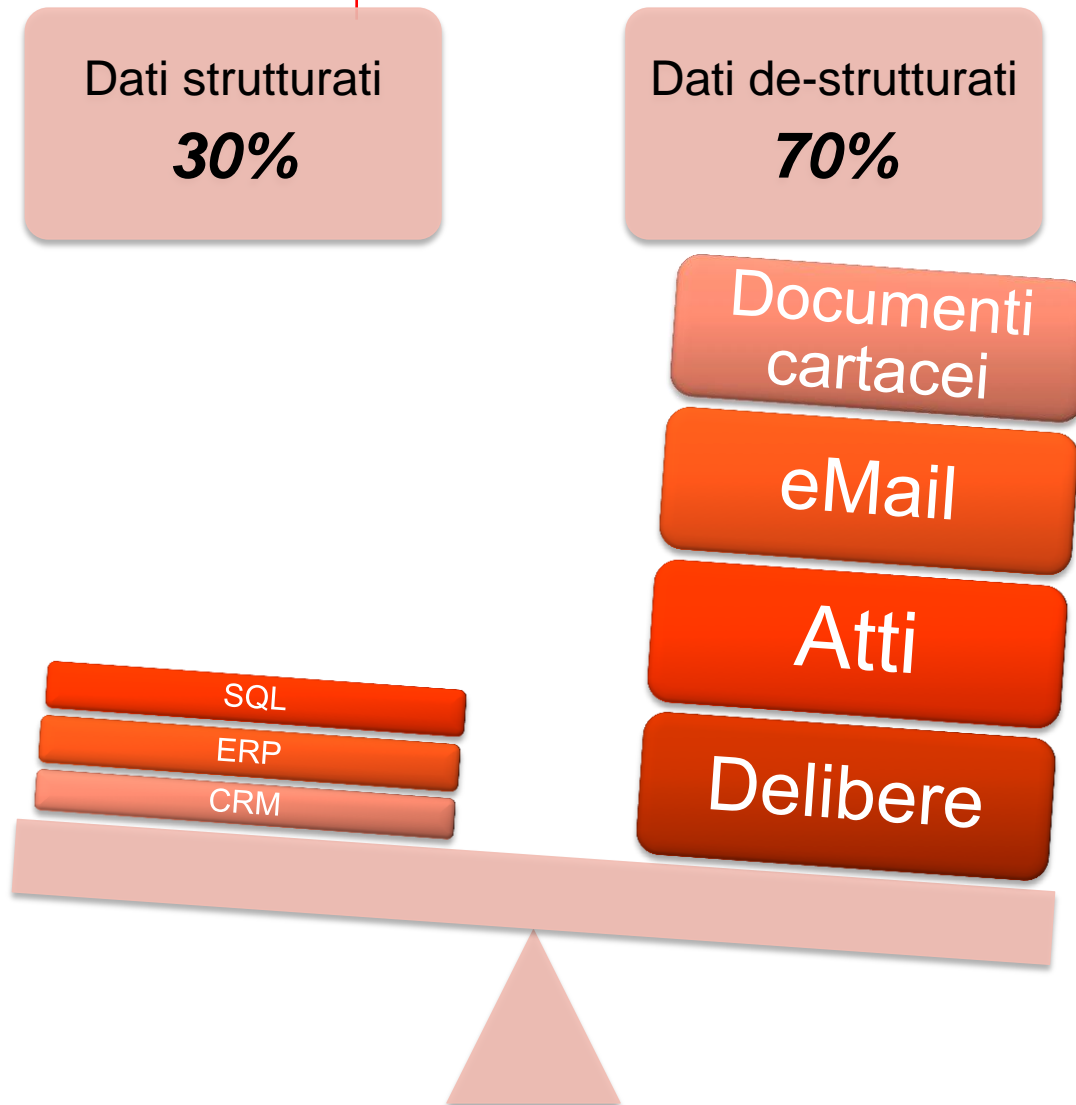 Dati strutturati
30%
Dati de-strutturati
70%
Documenti
cartacei
eMail
Atti
Delibere
SQL
ERP
CRM